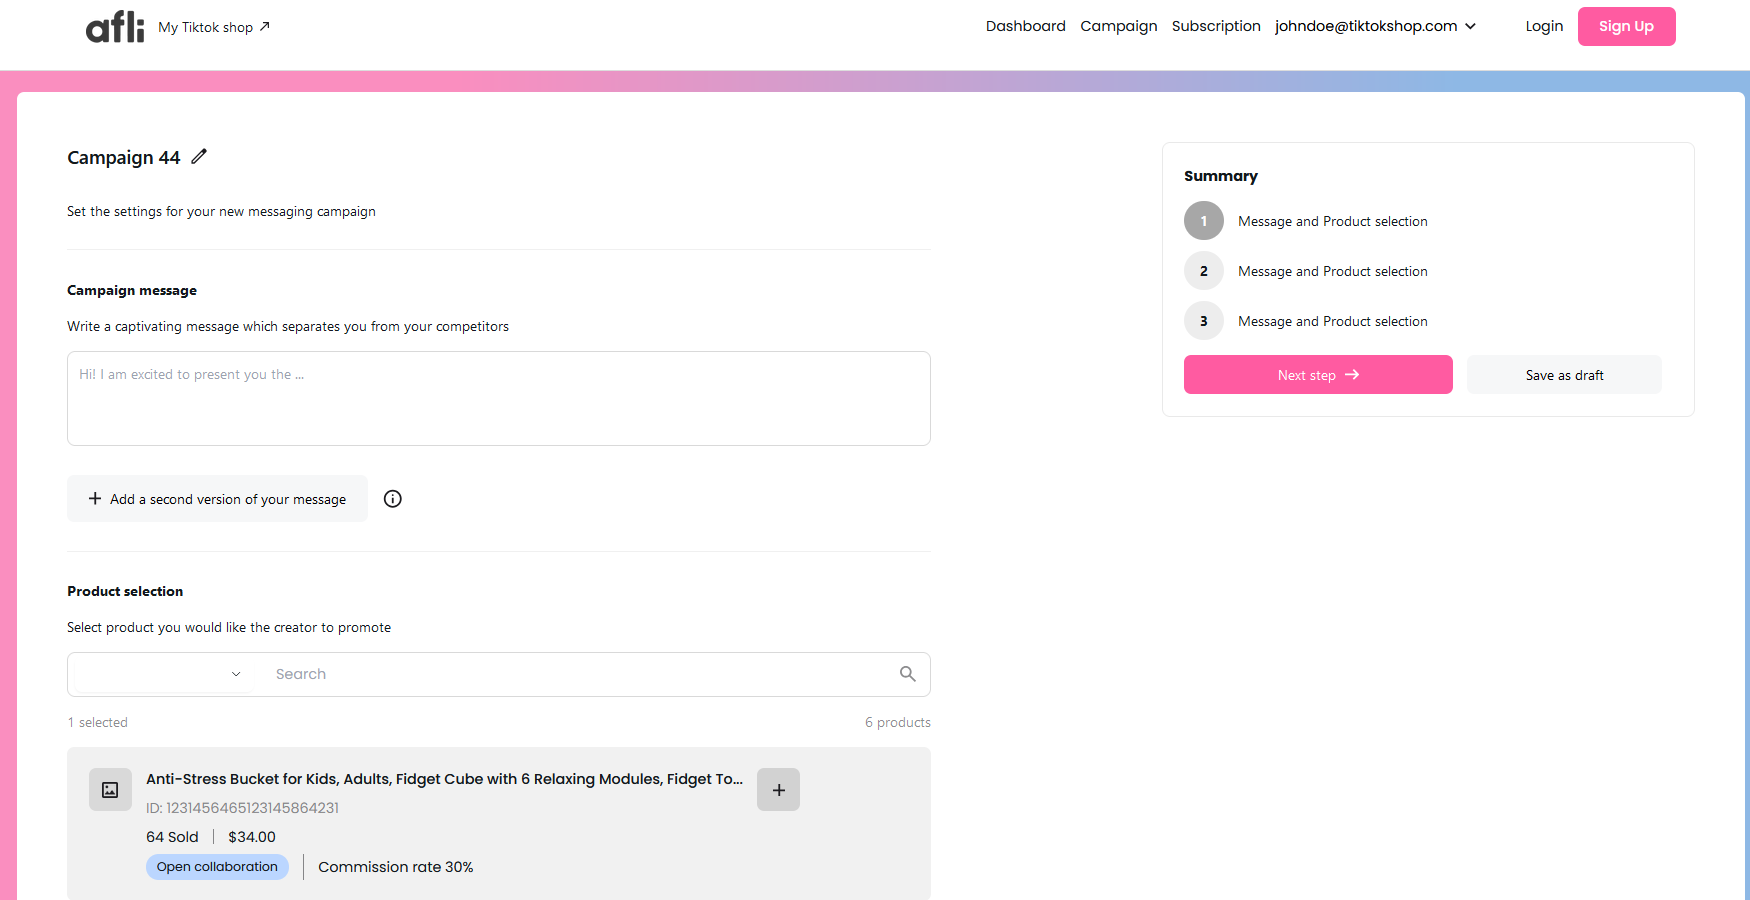 afli My Tiktok shop Dashboard Campaign Subscription johndoe@tiktokshop.com Login Sign Up
Campaign 44
Set the settings for your new messaging campaign
Campaign message
Write a captivating message which separates you from your competitors
Hi! I am excited to present you the ...
Add a second version of your message
Product selection
Select product you would like the creator to promote
Search
1 selected 6 products
Anti-Stress Bucket for Kids, Adults, Fidget Cube with 6 Relaxing Modules, Fidget To...
ID: 1231456465123145864231
64 Sold $34.00
Open collaboration Commission rate 30%
Summary
1 Message and Product selection
2 Message and Product selection
3 Message and Product selection
Next step Save as draft